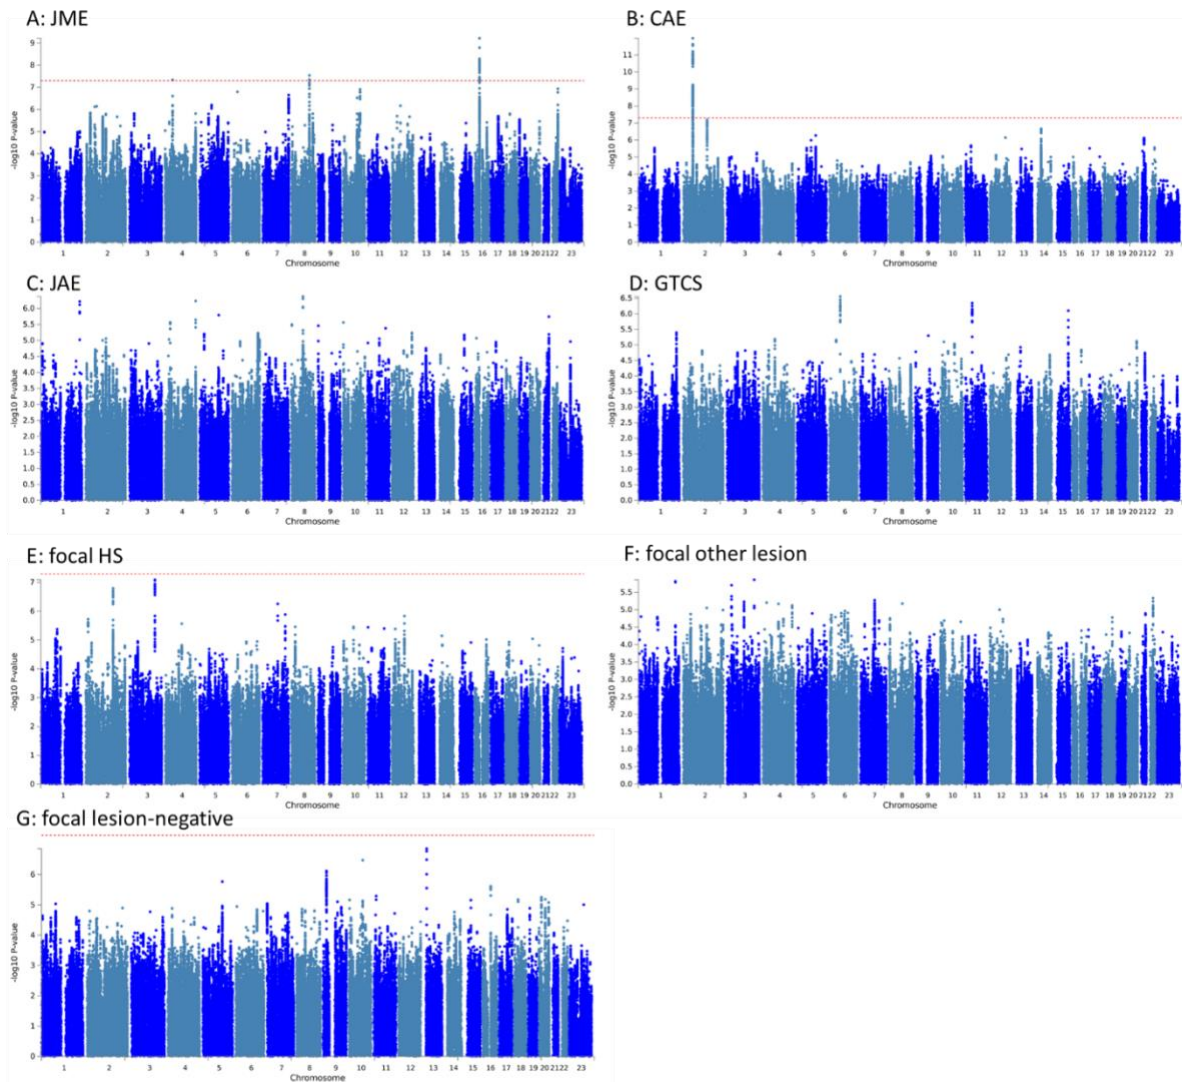 A: JME
9
8
7
6
5
4
3
2
1
0
-log10 P-value
1 2 3 4 5 6 7 8 9 10 11 12 13 14 15 16 17 18 19 20 21 22 23
Chromosome
B: CAE
11
10
9
8
7
6
5
4
3
2
1
0
-log10 P-value
1 2 3 4 5 6 7 8 9 10 11 12 13 14 15 16 17 18 19 20 21 22 23
Chromosome
C: JAE
6.0
5.5
5.0
4.5
4.0
3.5
3.0
2.5
2.0
1.5
1.0
0.5
0.0
-log10 P-value
1 2 3 4 5 6 7 8 9 10 11 12 13 14 15 16 17 18 19 20 21 22 23
Chromosome
D: GTCS
6.5
6.0
5.5
5.0
4.5
4.0
3.5
3.0
2.5
2.0
1.5
1.0
0.5
0.0
-log10 P-value
1 2 3 4 5 6 7 8 9 10 11 12 13 14 15 16 17 18 19 20 21 22 23
Chromosome
E: focal HS
7
6
5
4
3
2
1
0
-log10 P-value
1 2 3 4 5 6 7 8 9 10 11 12 13 14 15 16 17 18 19 20 21 22 23
Chromosome
F: focal other lesion
5.5
5.0
4.5
4.0
3.5
3.0
2.5
2.0
1.5
1.0
0.5
0.0
-log10 P-value
1 2 3 4 5 6 7 8 9 10 11 12 13 14 15 16 17 18 19 20 21 22 23
Chromosome
G: focal lesion-negative
6
5
4
3
2
1
0
-log10 P-value
1 2 3 4 5 6 7 8 9 10 11 12 13 14 15 16 17 18 19 20 21 22 23
Chromosome